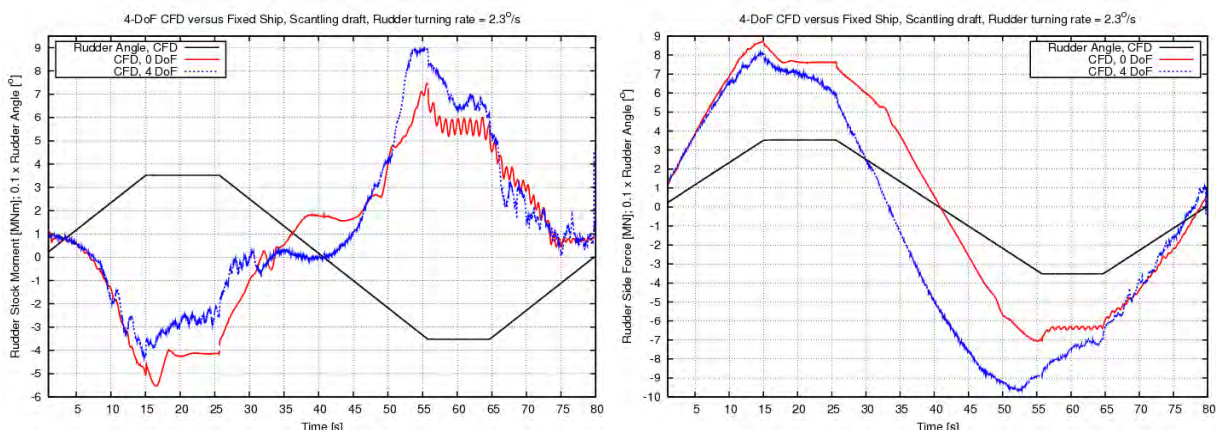 4-DoF CFD versus Fixed Ship, Scantling draft, Rudder turning rate = 2.3°/s
Rudder Stock Moment [MNm]; 0.1 x Rudder Angle [°]
9
8
7
6
5
4
3
2
1
0
-1
-2
-3
-4
-5
-6
Rudder Angle, CFD
CFD, 0 DoF
CFD, 4 DoF
5 10 15 20 25 30 35 40 45 50 55 60 65 70 75 80
Time [s]
4-DoF CFD versus Fixed Ship, Scantling draft, Rudder turning rate = 2.3°/s
Rudder Side Force [MN]; 0.1 x Rudder Angle [°]
9
8
7
6
5
4
3
2
1
0
-1
-2
-3
-4
-5
-6
-7
-8
-9
-10
Rudder Angle, CFD
CFD, 0 DoF
CFD, 4 DoF
5 10 15 20 25 30 35 40 45 50 55 60 65 70 75 80
Time [s]